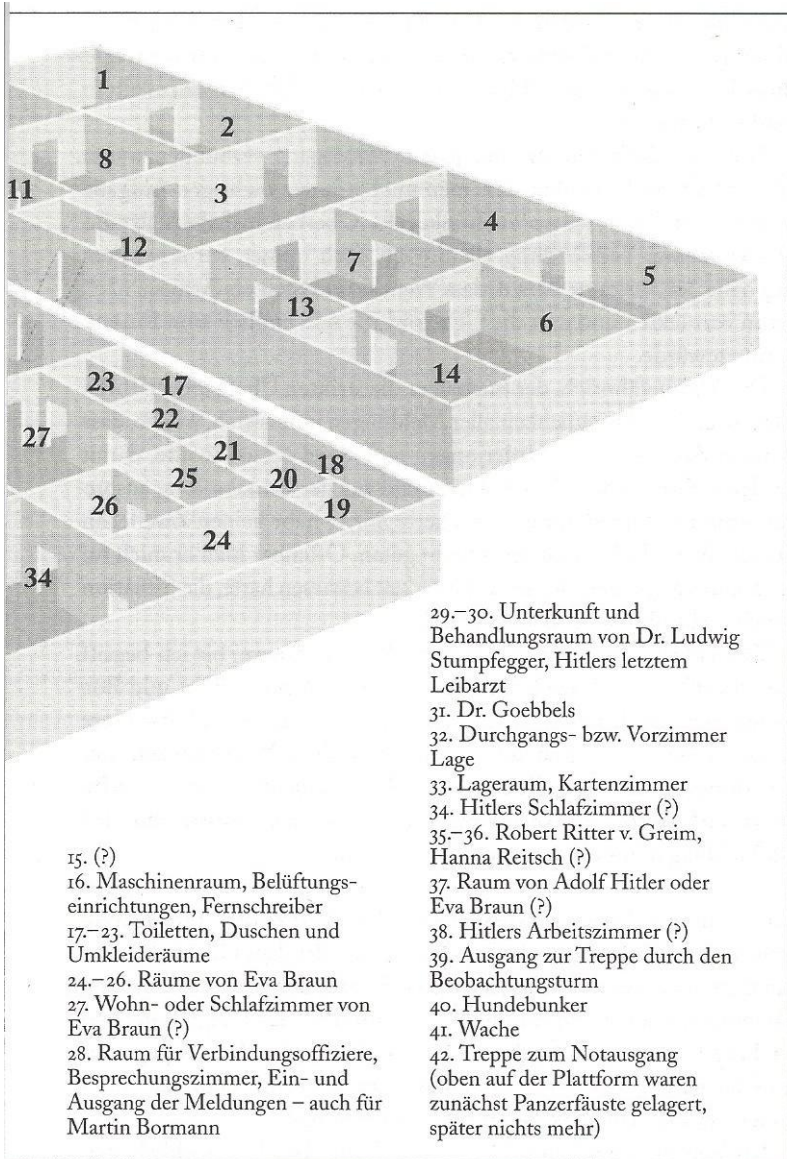 1
2
8
3
11
4
12
5
7
13
6
14
23
17
22
27
21
18
25
20
26
19
24
34
15. (?)
16. Maschinenraum, Belüftungs-
einrichtungen, Fernschreiber
17.–23. Toiletten, Duschen und
Umkleideräume
24.–26. Räume von Eva Braun
27. Wohn- oder Schlafzimmer von
Eva Braun (?)
28. Raum für Verbindungsoffiziere,
Besprechungszimmer, Ein- und
Ausgang der Meldungen – auch für
Martin Bormann
29.–30. Unterkunft und
Behandlungsraum von Dr. Ludwig
Stumpfegger, Hitlers letztem
Leibarzt
31. Dr. Goebbels
32. Durchgangs- bzw. Vorzimmer
Lage
33. Lageraum, Kartenzimmer
34. Hitlers Schlafzimmer (?)
35.–36. Robert Ritter v. Greim,
Hanna Reitsch (?)
37. Raum von Adolf Hitler oder
Eva Braun (?)
38. Hitlers Arbeitszimmer (?)
39. Ausgang zur Treppe durch den
Beobachtungsturm
40. Hundebunker
41. Wache
42. Treppe zum Notausgang
(oben auf der Plattform waren
zunächst Panzerfäuste gelagert,
später nichts mehr)